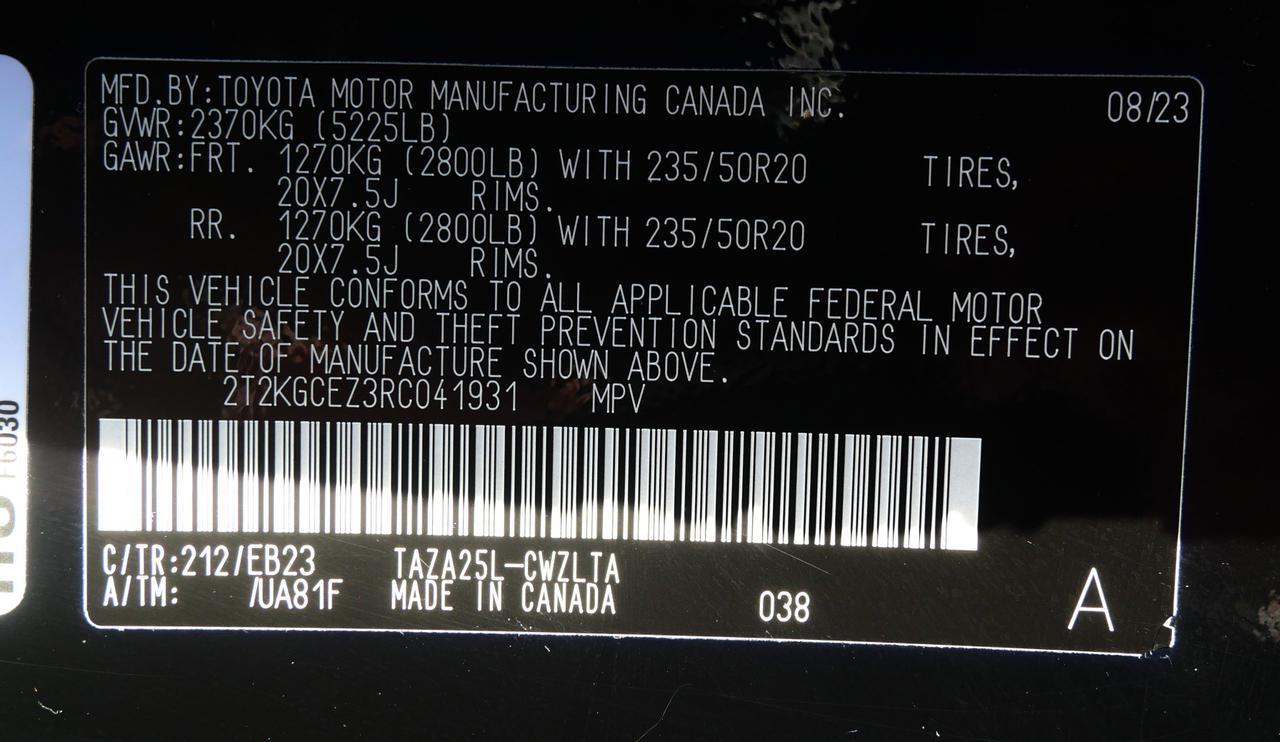 MFD.BY:TOYOTA MOTOR MANUFACTURING CANADA INC. 08/23
GVWR:2370KG (5225LB)
GAWR:FRT. 1270KG (2800LB) WITH 235/50R20 TIRES,
20X7.5J RIMS.
RR. 1270KG (2800LB) WITH 235/50R20 TIRES,
20X7.5J RIMS.
THIS VEHICLE CONFORMS TO ALL APPLICABLE FEDERAL MOTOR
VEHICLE SAFETY AND THEFT PREVENTION STANDARDS IN EFFECT ON
THE DATE OF MANUFACTURE SHOWN ABOVE.
2T2KGCEZ3RC041931 MPV
C/TR:212/EB23 TAZA25L-CWZLTA
A/TM: /UA81F MADE IN CANADA 038 A
F6030